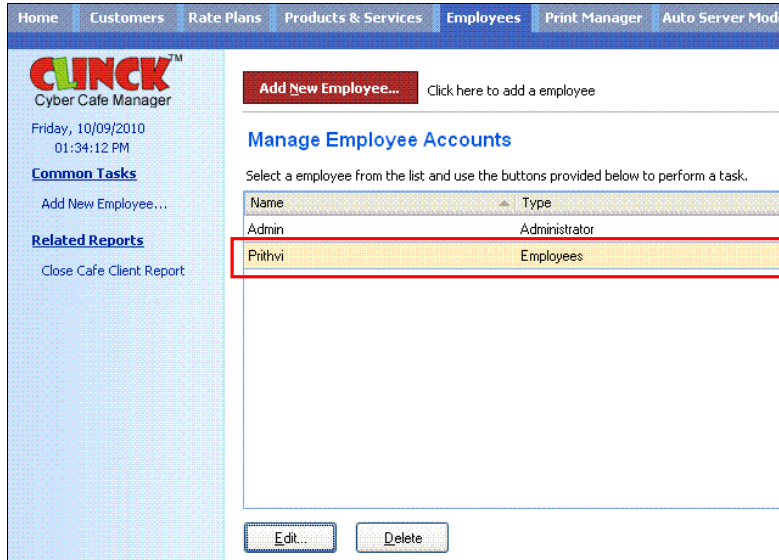 Home Customers Rate Plans Products & Services Employees Print Manager Auto Server
CLINCK™
Cyber Cafe Manager
Friday, 10/09/2010
01:34:12 PM
Common Tasks
Add New Employee...
Related Reports
Close Cafe Client Report
Add New Employee... Click here to add a employee
Manage Employee Accounts
Select a employee from the list and use the buttons provided below to perform a task.
Name Type
Admin Administrator
Prithvi Employees
Edit... Delete